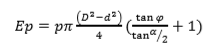 Ep = pπ (D²−d²)/4 (tan φ/tan α/2 + 1)